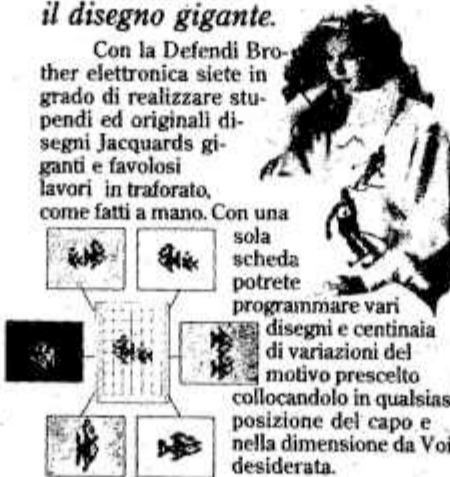 il disegno gigante.
Con la Defendi Bro-
ther elettronica siete in
grado di realizzare stu-
pendi ed originali di-
segni Jacquards gi-
ganti e favolosi
lavori in traforato,
come fatti a mano. Con una
sola
scheda
potrete
programmare vari
disegni e centinaia
di variazioni del
motivo prescelto
collocandolo in qualsias
posizione del capo e
nella dimensione da Voi
desiderata.